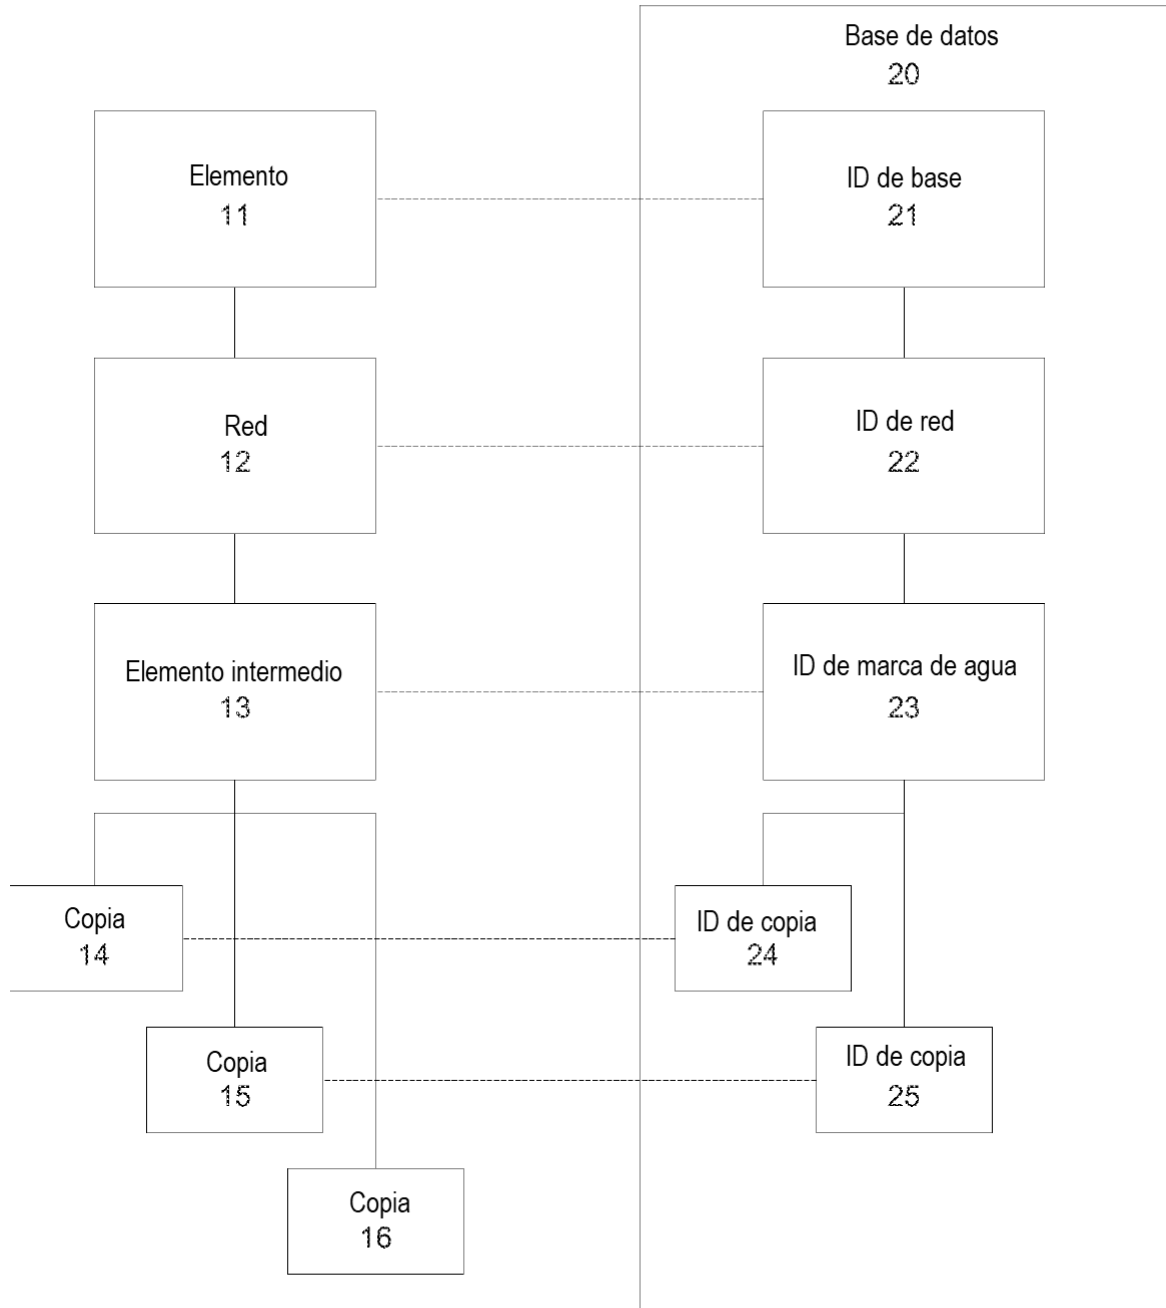 Base de datos
20
Elemento
11
ID de base
21
Red
12
ID de red
22
Elemento intermedio
13
ID de marca de agua
23
Copia
14
ID de copia
24
Copia
15
ID de copia
25
Copia
16